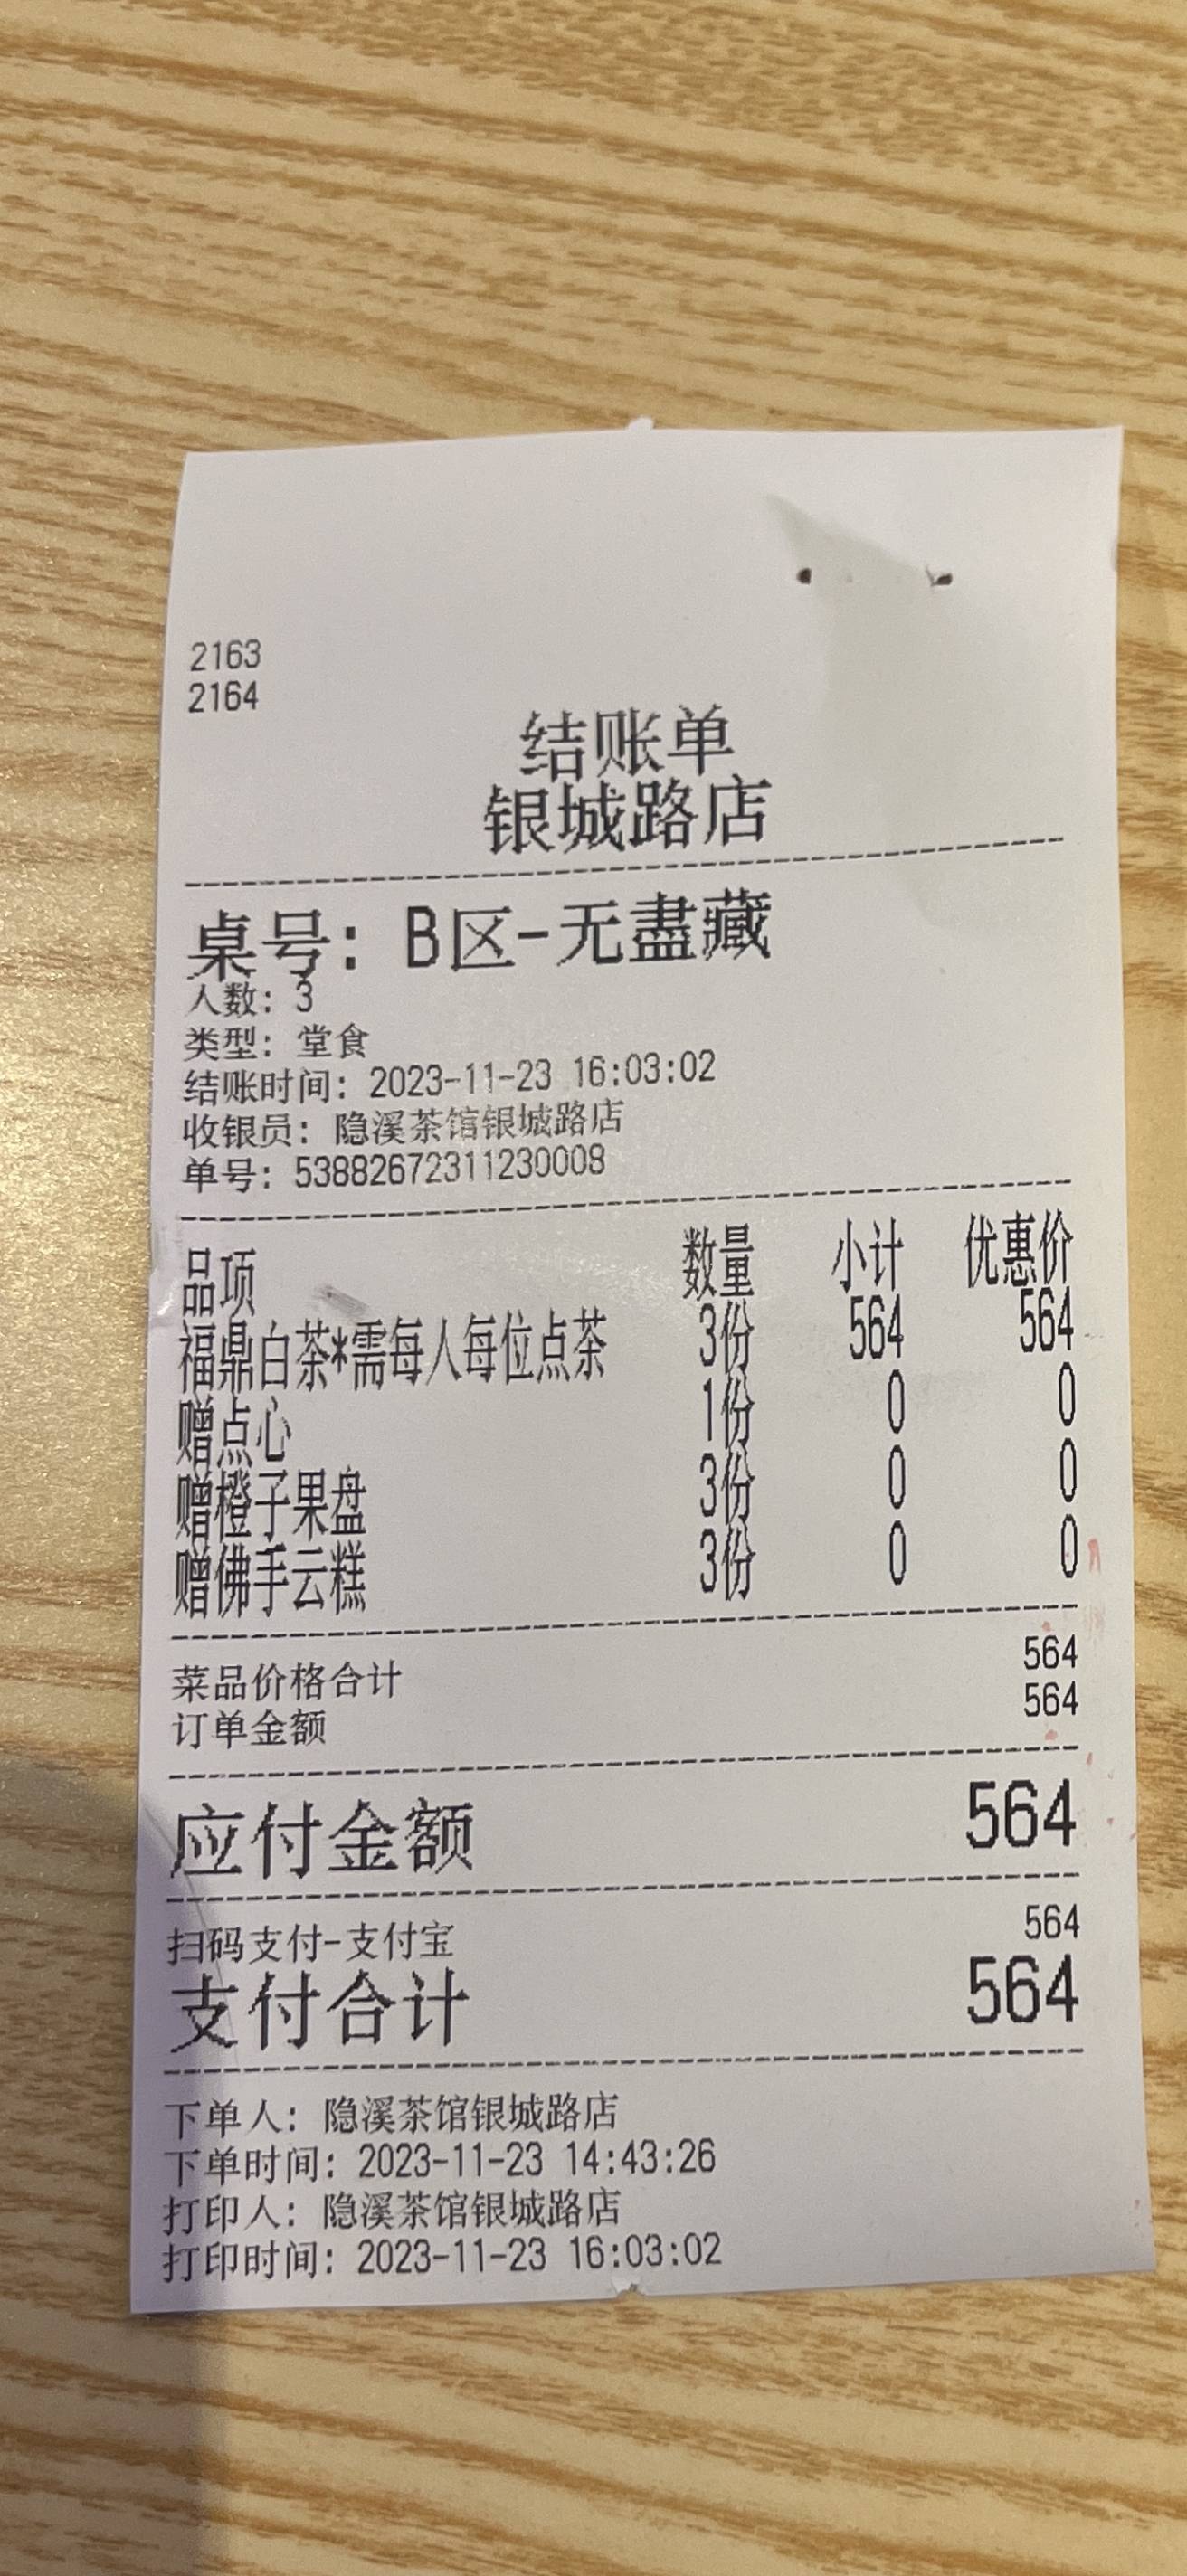 2163
2164
结账单
银城路店
桌号: B区-无盡藏
人数: 3
类型: 堂食
结账时间: 2023-11-23 16:03:02
收银员: 隐溪茶馆银城路店
单号: 53882672311230008
品项 数量 小计 优惠价
福鼎白茶*需每人每位点茶 3份 564 564
赠点心 1份 0 0
赠橙子果盘 3份 0 0
赠佛手云糕 3份 0 0
菜品价格合计 564
订单金额 564
应付金额 564
扫码支付-支付宝 564
支付合计 564
下单人: 隐溪茶馆银城路店
下单时间: 2023-11-23 14:43:26
打印人: 隐溪茶馆银城路店
打印时间: 2023-11-23 16:03:02